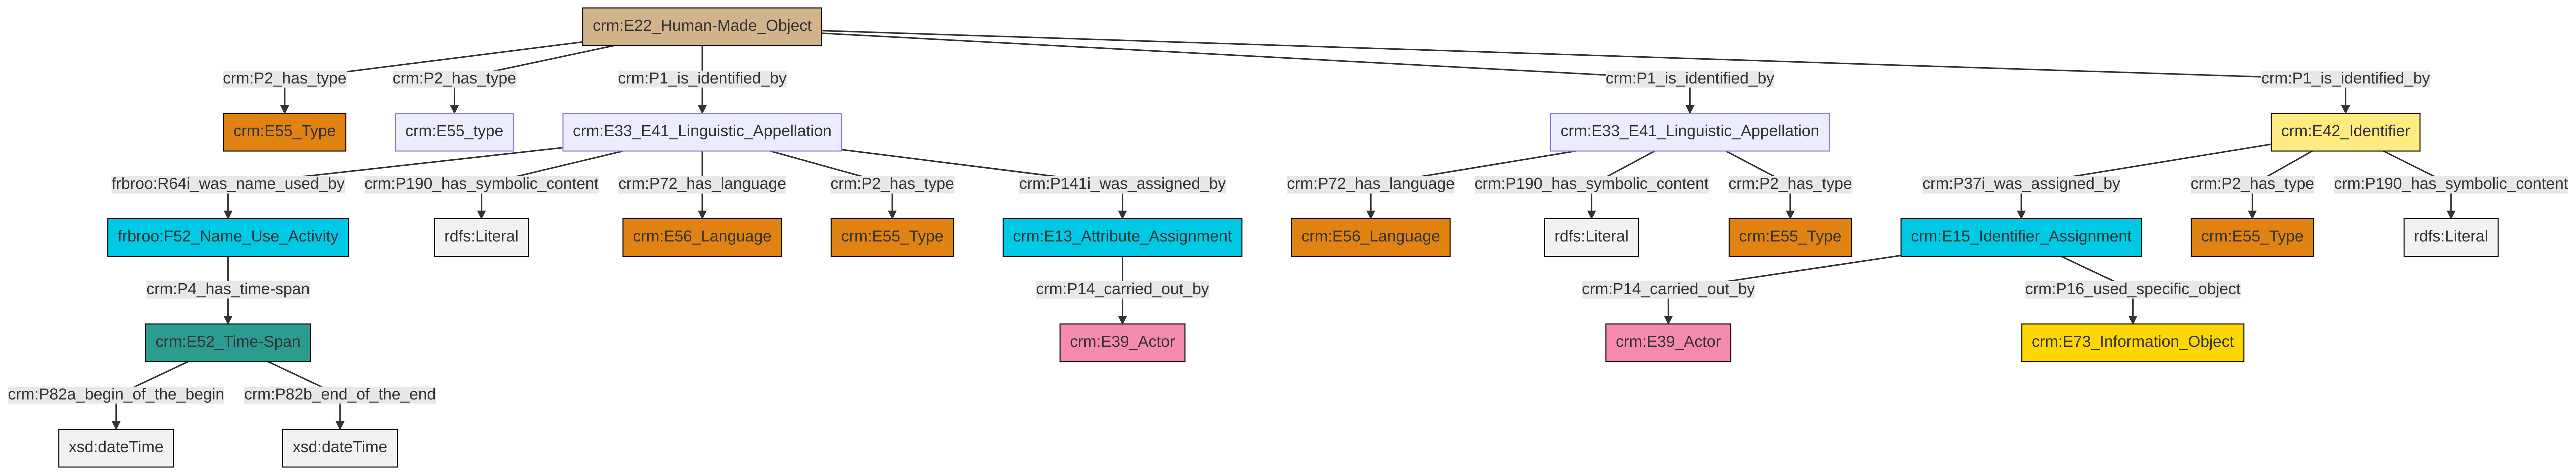 crm:E22_Human-Made_Object
crm:P2_has_type
crm:P2_has_type
crm:P1_is_identified_by
crm:P1_is_identified_by
crm:P1_is_identified_by
crm:E55_Type
crm:E55_type
crm:E33_E41_Linguistic_Appellation
crm:E33_E41_Linguistic_Appellation
crm:E42_Identifier
frbroo:R64i_was_name_used_by
crm:P190_has_symbolic_content
crm:P72_has_language
crm:P2_has_type
crm:P141i_was_assigned_by
crm:P72_has_language
crm:P190_has_symbolic_content
crm:P2_has_type
crm:P37i_was_assigned_by
crm:P2_has_type
crm:P190_has_symbolic_content
frbroo:F52_Name_Use_Activity
rdfs:Literal
crm:E56_Language
crm:E55_Type
crm:E13_Attribute_Assignment
crm:E56_Language
rdfs:Literal
crm:E55_Type
crm:E15_Identifier_Assignment
crm:E55_Type
rdfs:Literal
crm:P4_has_time-span
crm:P14_carried_out_by
crm:P14_carried_out_by
crm:P16_used_specific_object
crm:E52_Time-Span
crm:E39_Actor
crm:E39_Actor
crm:E73_Information_Object
crm:P82a_begin_of_the_begin
crm:P82b_end_of_the_end
xsd:dateTime
xsd:dateTime